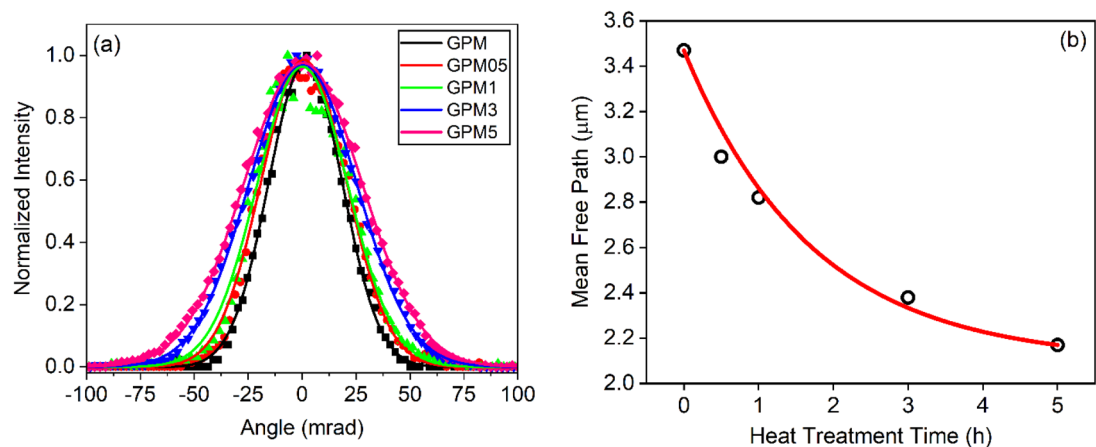 (a)
GPM
GPM05
GPM1
GPM3
GPM5
Normalized Intensity
1.0
0.8
0.6
0.4
0.2
0.0
-100 -75 -50 -25 0 25 50 75 100
Angle (mrad)
(b)
Mean Free Path (μm)
3.6
3.4
3.2
3.0
2.8
2.6
2.4
2.2
2.0
0 1 2 3 4 5
Heat Treatment Time (h)